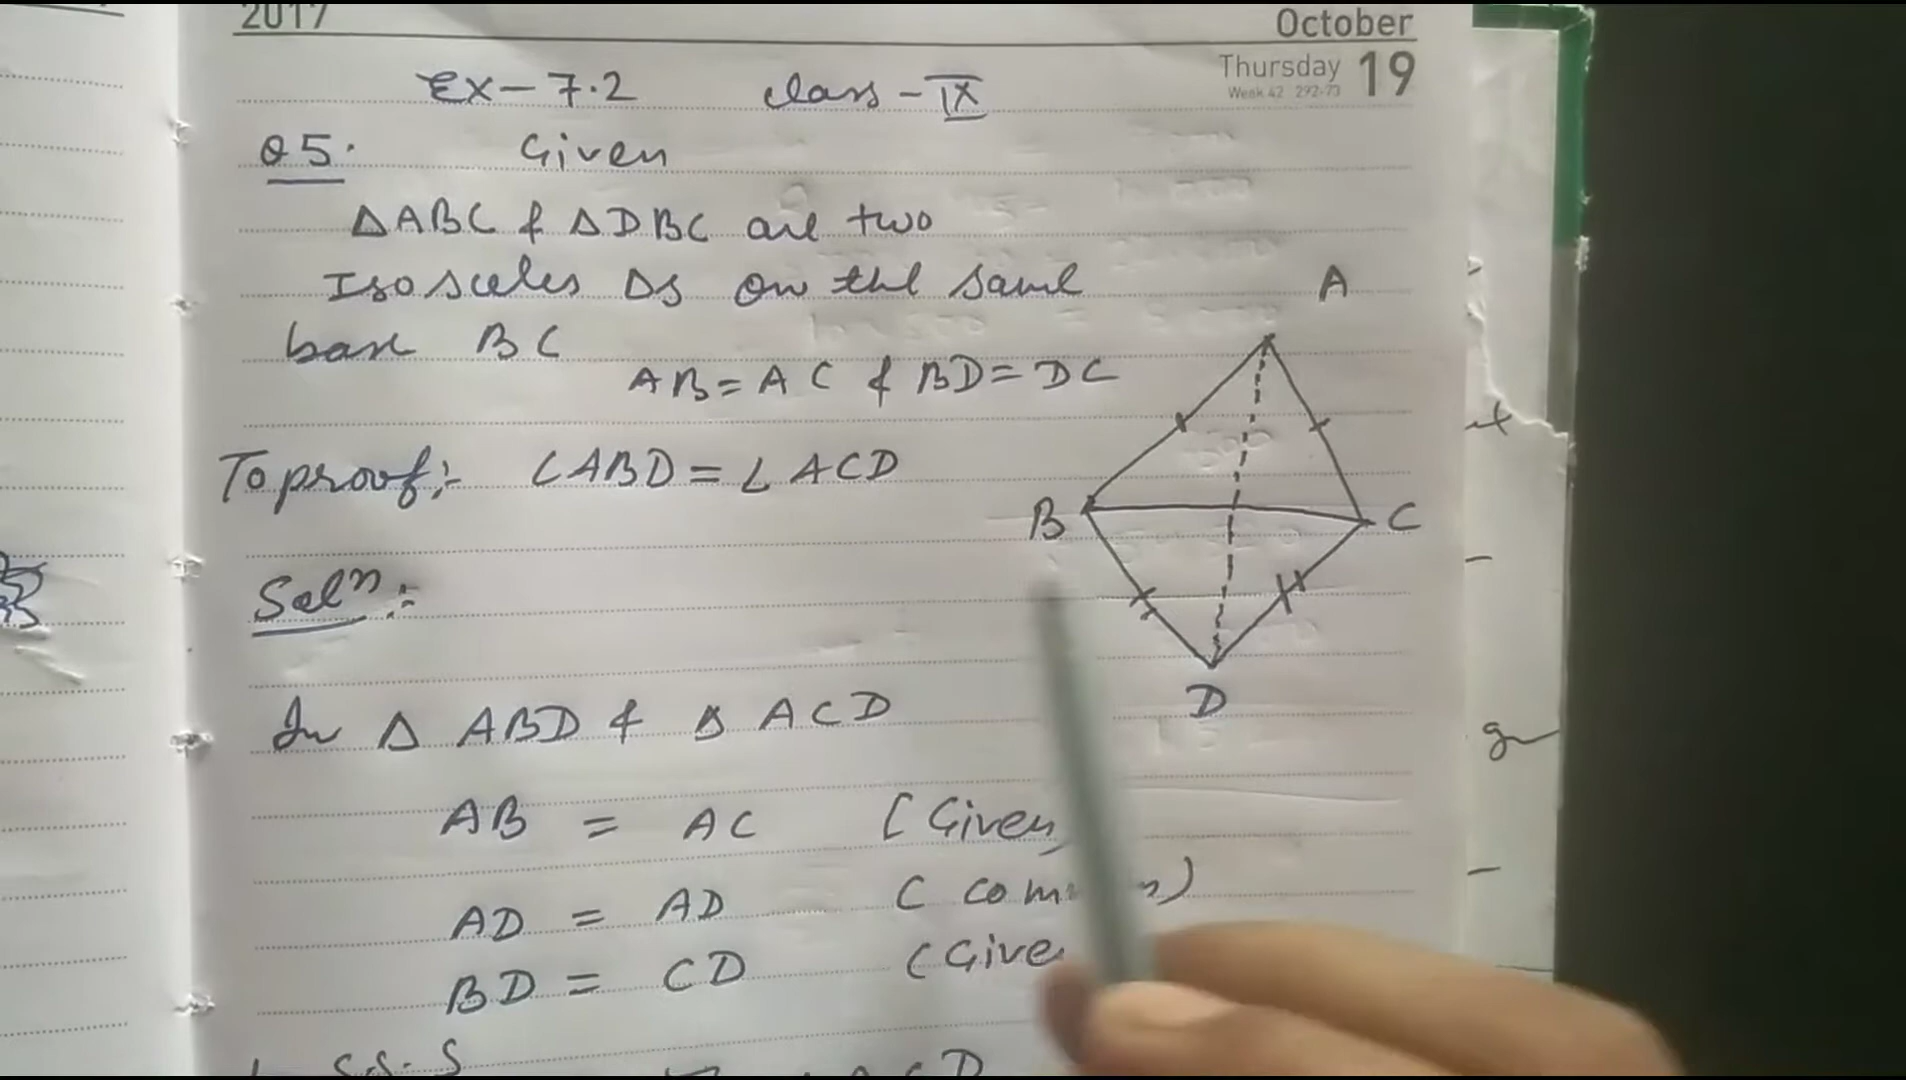 2017
October
Thursday 19
Week 42 292-73
Ex-7.2 class-IX
Q5. Given
ΔABC & ΔDBC are two
Isosceles Δs on the same
base BC
AB=AC & BD=DC
To proof:- ∠ABD=∠ACD
Solⁿ:-
In Δ ABD & Δ ACD
AB = AC [Given
AD = AD (
BD = CD (
S.S.S
ACD
A
B
C
D